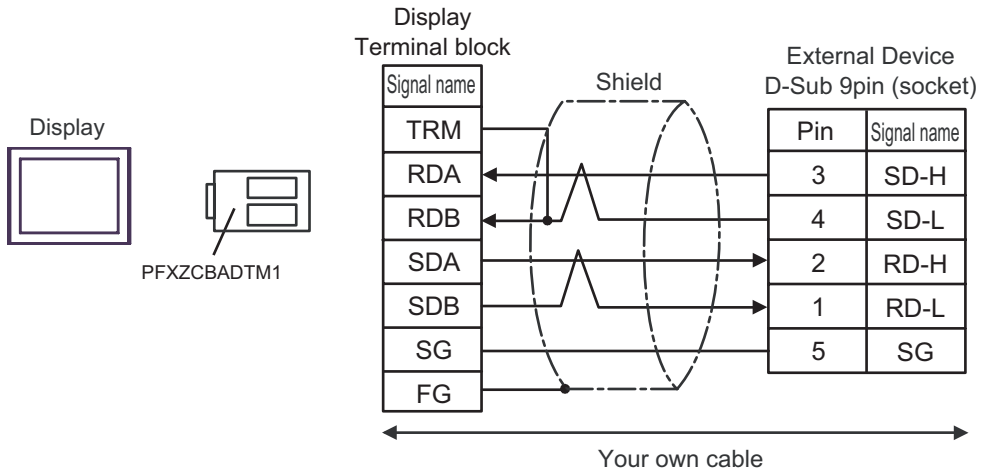 Display
Terminal block
External Device
D-Sub 9pin (socket)
Display
PFXZCBADTM1
Shield
Signal name
TRM
RDA
RDB
SDA
SDB
SG
FG
Pin Signal name
3 SD-H
4 SD-L
2 RD-H
1 RD-L
5 SG
Your own cable